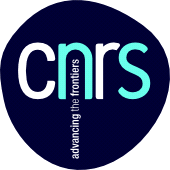 cnrs
advancing the frontiers